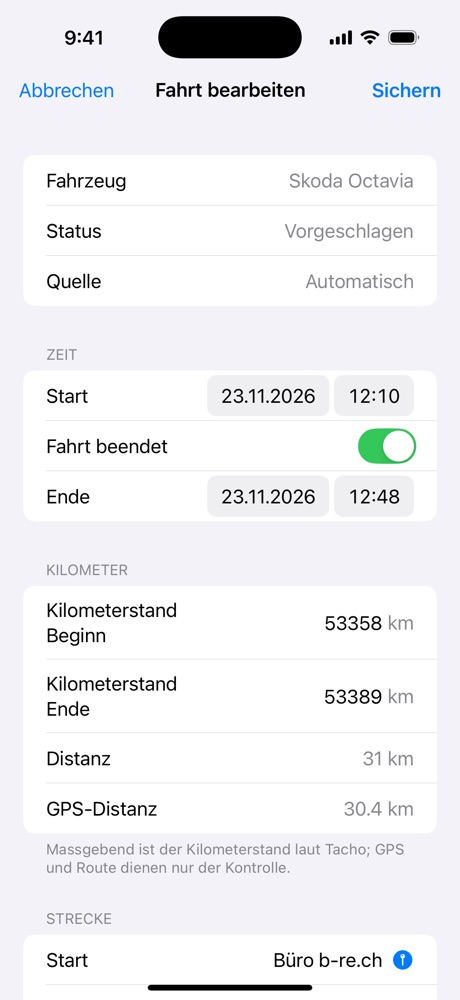 9:41
Abbrechen Fahrt bearbeiten Sichern
Fahrzeug Skoda Octavia
Status Vorgeschlagen
Quelle Automatisch
ZEIT
Start 23.11.2026 12:10
Fahrt beendet
Ende 23.11.2026 12:48
KILOMETER
Kilometerstand
Beginn
53358 km
Kilometerstand
Ende
53389 km
Distanz 31 km
GPS-Distanz 30.4 km
Massgebend ist der Kilometerstand laut Tacho; GPS
und Route dienen nur der Kontrolle.
STRECKE
Start Büro b-re.ch